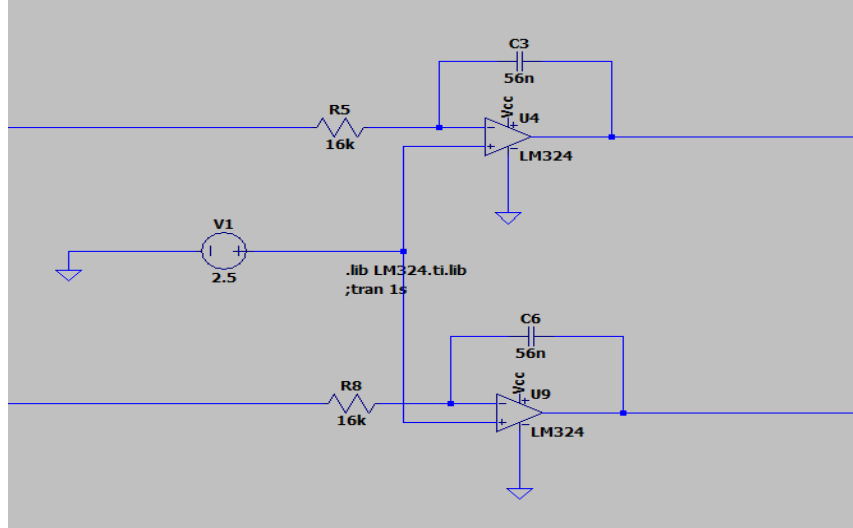 C3
56n
Vcc
U4
R5
16k
LM324
V1
2.5
.lib LM324.ti.lib
;tran 1s
C6
56n
Vcc
U9
R8
16k
LM324